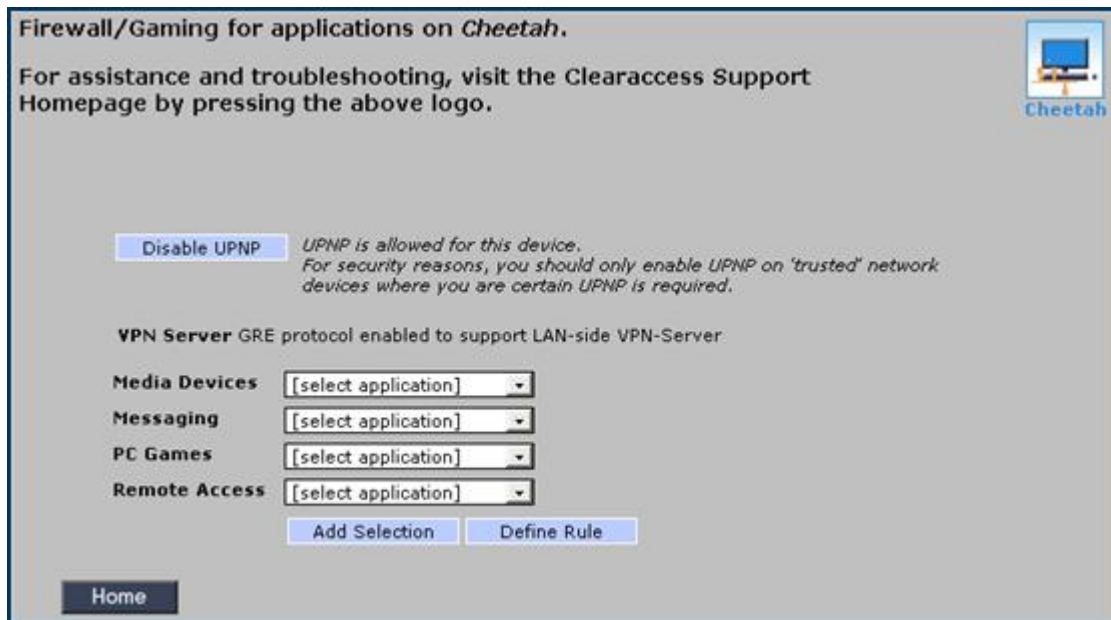 Firewall/Gaming for applications on Cheetah.
For assistance and troubleshooting, visit the Clearaccess Support
Homepage by pressing the above logo.
Cheetah
Disable UPNP
UPNP is allowed for this device.
For security reasons, you should only enable UPNP on 'trusted' network
devices where you are certain UPNP is required.
VPN Server GRE protocol enabled to support LAN-side VPN-Server
Media Devices [select application]
Messaging [select application]
PC Games [select application]
Remote Access [select application]
Add Selection Define Rule
Home